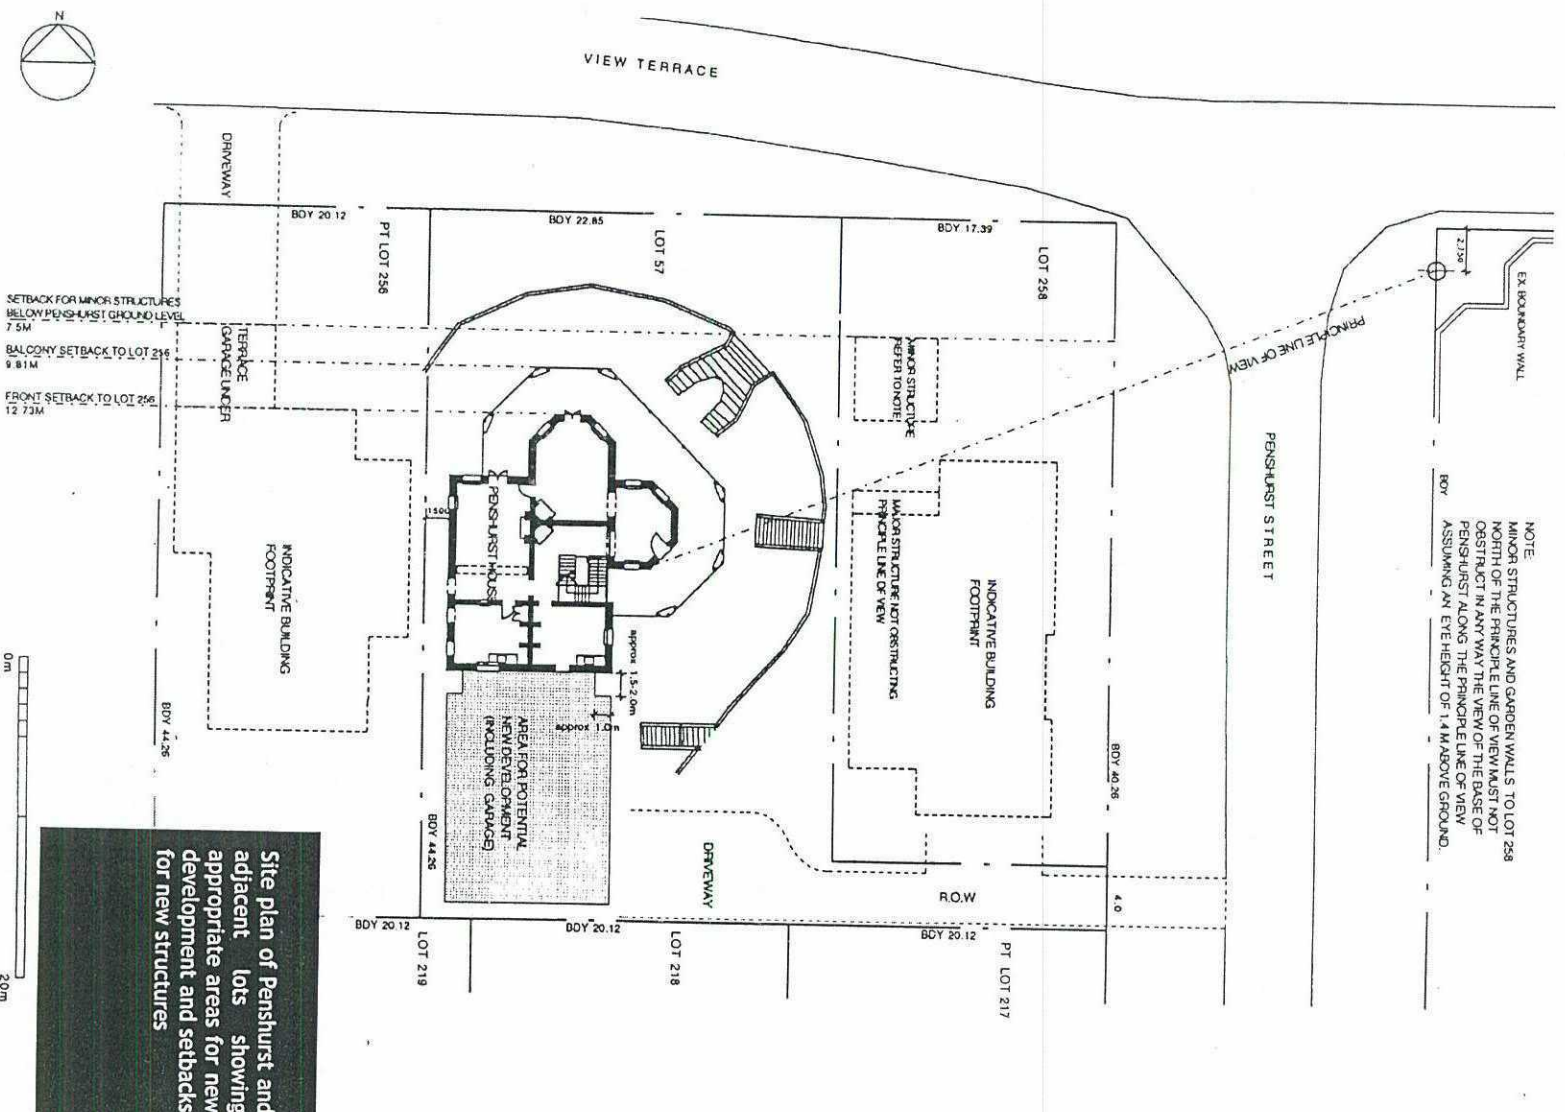 N
VIEW TERRACE
DRIVEWAY
BDY 20.12
PT LOT 256
BDY 22.85
LOT 57
BDY 17.39
LOT 258
2.750
EX BOUNDARY WALL
PRINCIPLE LINE OF VIEW
SETBACK FOR MINOR STRUCTURES
BELOW PENSHURST GROUND LEVEL
7.5M
BALCONY SETBACK TO LOT 256
9.81M
FRONT SETBACK TO LOT 256
12.73M
TERRACE
GARAGE UNDER
MINOR STRUCTURE
REFER TO NOTE
PENSHURST STREET
BDY
NOTE:
MINOR STRUCTURES AND GARDEN WALLS TO LOT 258
NORTH OF THE PRINCIPLE LINE OF VIEW MUST NOT
OBSTRUCT IN ANY WAY THE VIEW OF THE BASE OF
PENSHURST ALONG THE PRINCIPLE LINE OF VIEW
ASSUMING AN EYE HEIGHT OF 1.4 M ABOVE GROUND.
1500
PENSHURST HOUSE
MAJOR STRUCTURE NOT OBSTRUCTING
PRINCIPLE LINE OF VIEW
INDICATIVE BUILDING
FOOTPRINT
INDICATIVE BUILDING
FOOTPRINT
approx 1.5-2.0m
approx 1.0m
AREA FOR POTENTIAL
NEW DEVELOPMENT
(INCLUDING GARAGE)
BDY 44.26
BDY 44.26
BDY 40.26
DRIVEWAY
R.O.W
4.0
BDY 20.12
BDY 20.12
BDY 20.12
LOT 219
LOT 218
PT LOT 217
0m
20m
Site plan of Penshurst and
adjacent lots showing
appropriate areas for new
development and setbacks
for new structures